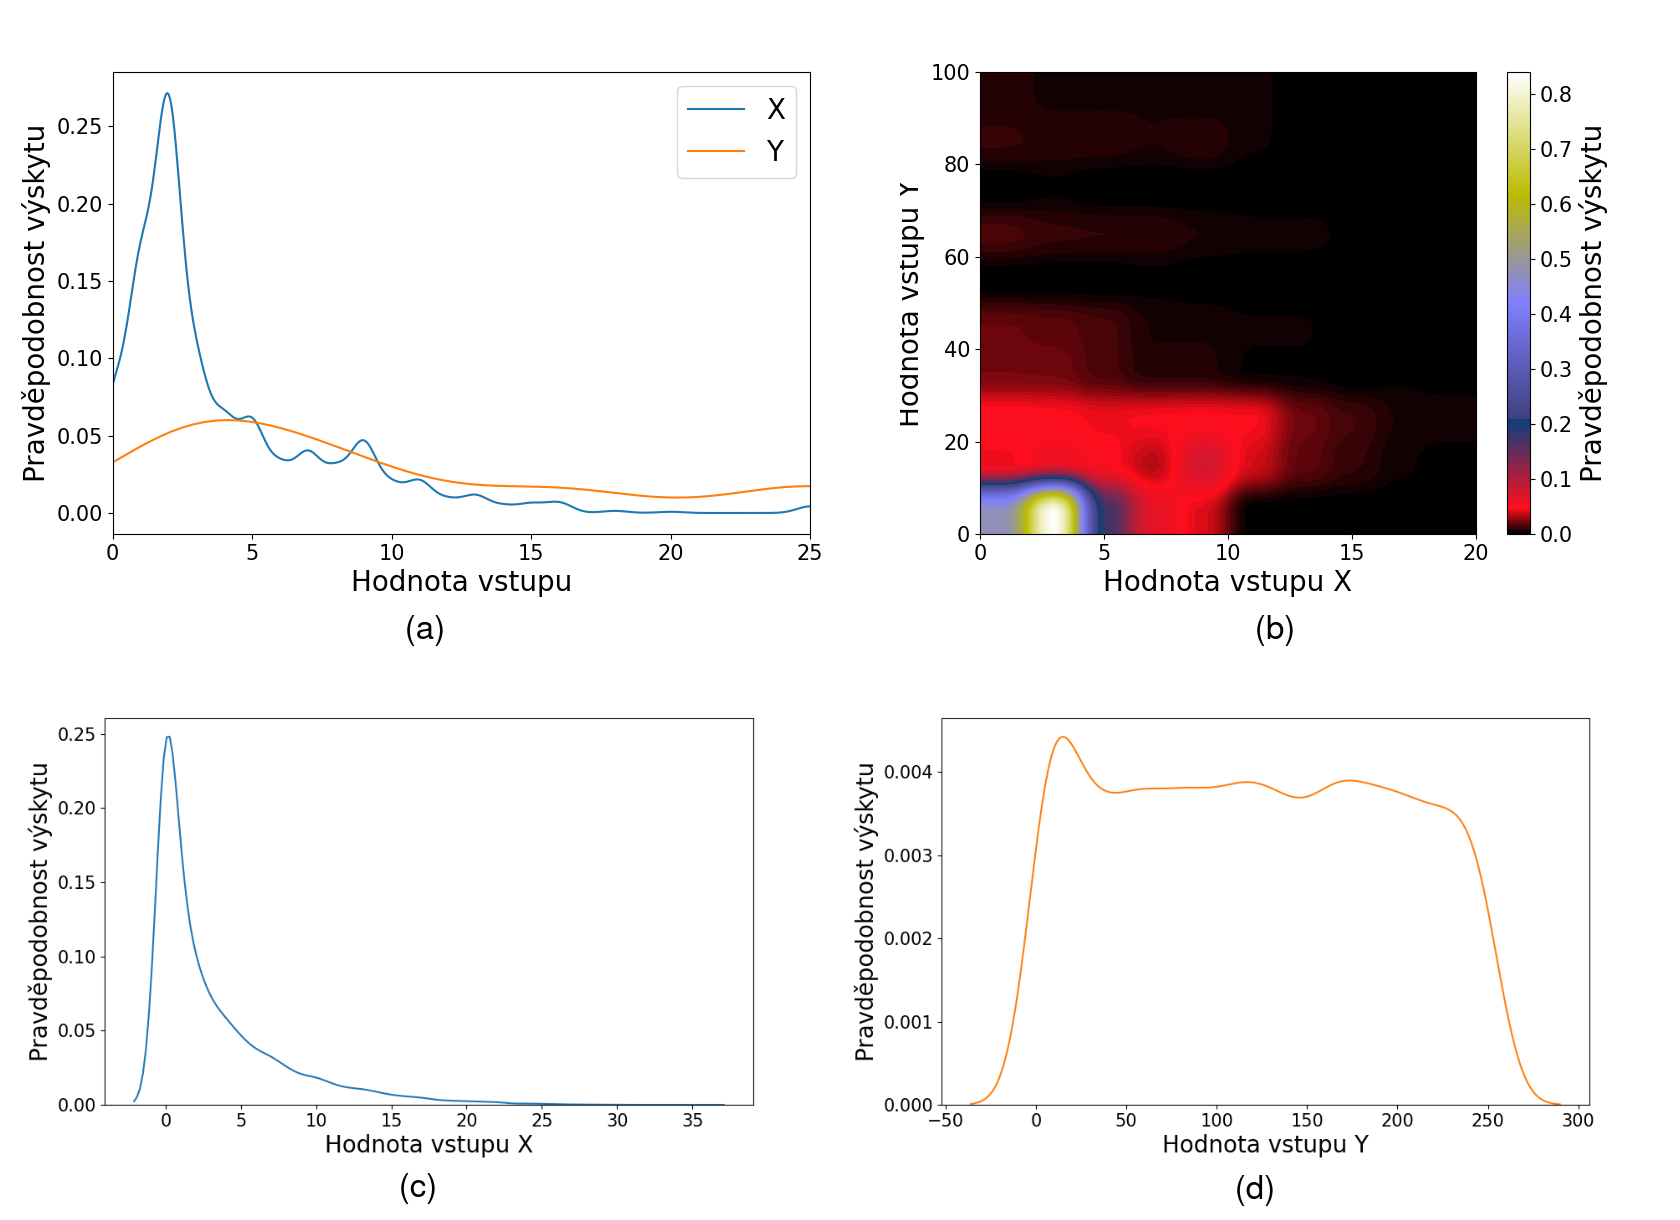 0.25
0.20
0.15
0.10
0.05
0.00
Pravděpodobnost výskytu
X
Y
0 5 10 15 20 25
Hodnota vstupu
(a)
100
80
60
40
20
0
Hodnota vstupu Y
0 5 10 15 20
Hodnota vstupu X
0.8
0.7
0.6
0.5
0.4
0.3
0.2
0.1
0.0
Pravděpodobnost výskytu
(b)
0.25
0.20
0.15
0.10
0.05
0.00
Pravděpodobnost výskytu
0 5 10 15 20 25 30 35
Hodnota vstupu X
(c)
0.004
0.003
0.002
0.001
0.000
Pravděpodobnost výskytu
−50 0 50 100 150 200 250 300
Hodnota vstupu Y
(d)